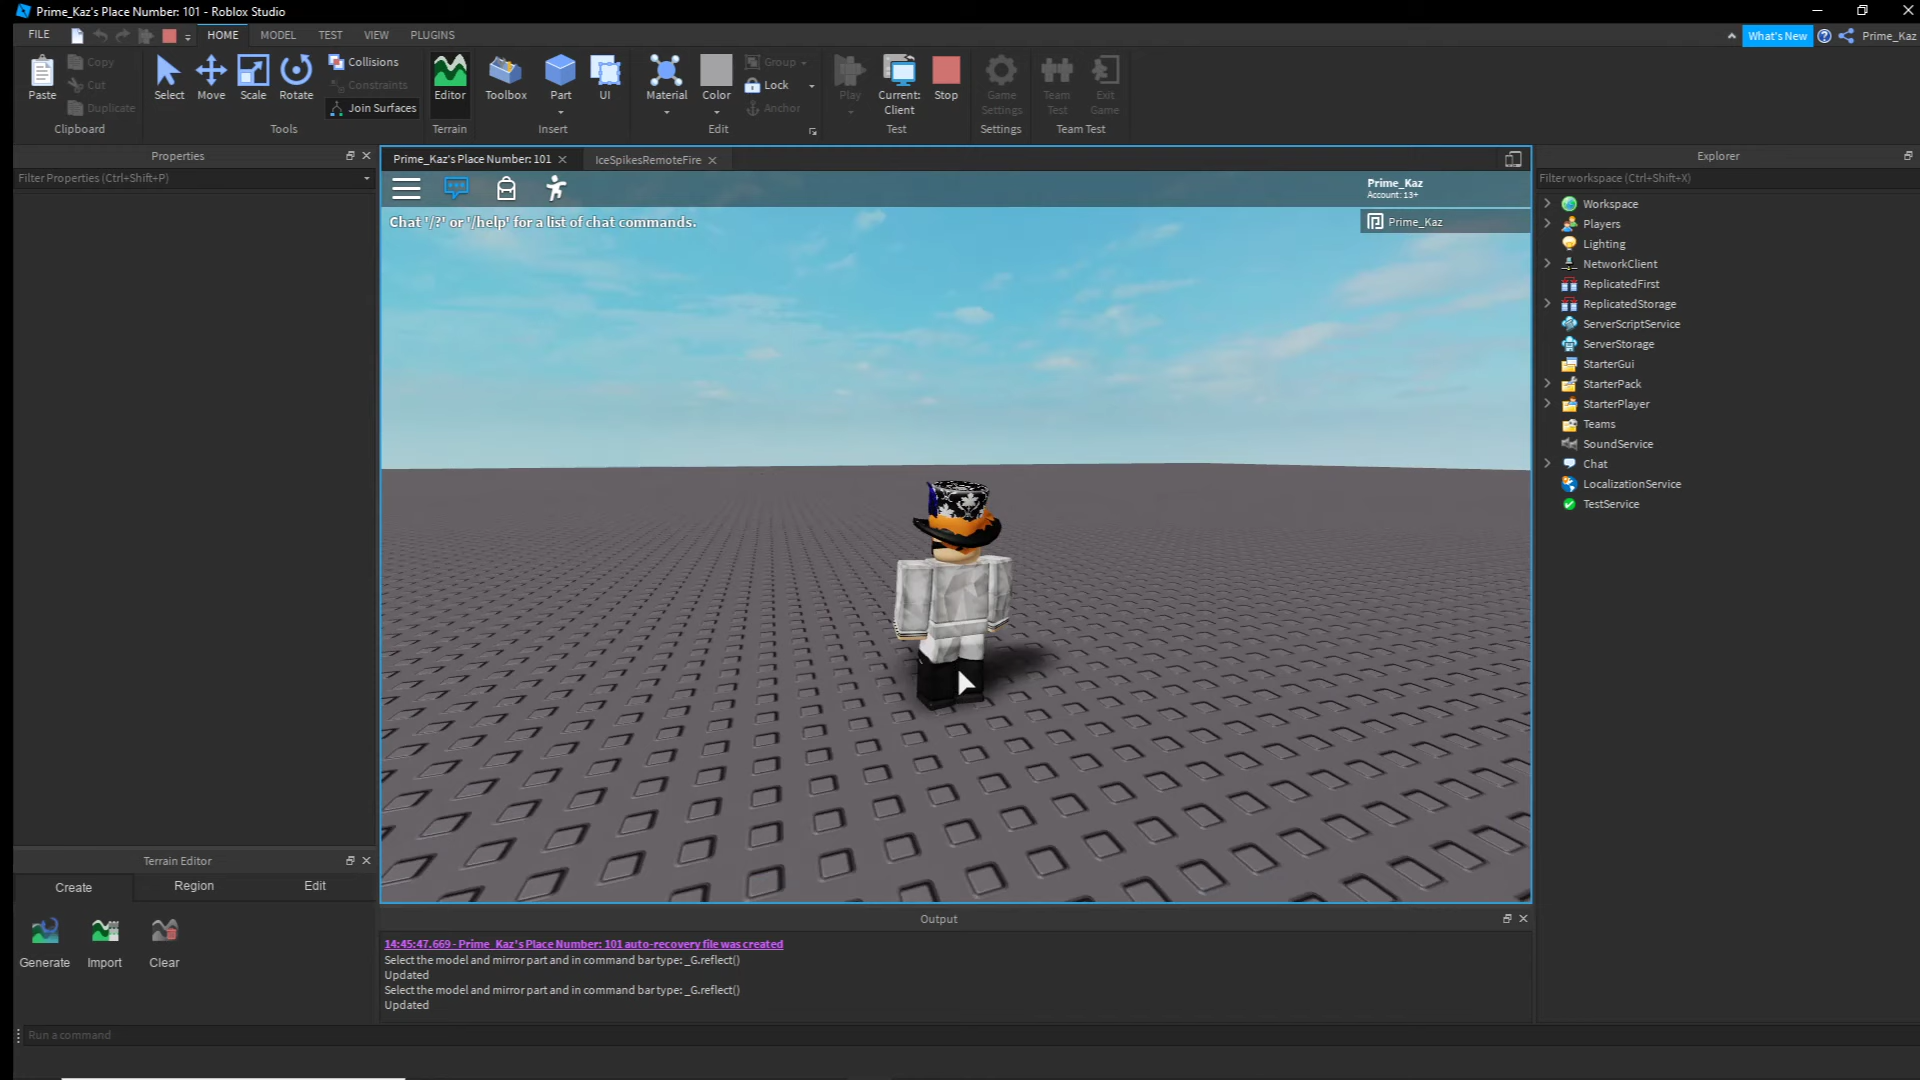 Prime_Kaz's Place Number: 101 - Roblox Studio
FILE HOME MODEL TEST VIEW PLUGINS What's New Prime_Kaz
Paste Copy Cut Duplicate Clipboard
Select Move Scale Rotate Collisions Constraints Join Surfaces Tools
Editor Terrain
Toolbox Part UI Insert
Material Color Group Lock Anchor Edit
Play Current: Client Stop Test
Game Settings Settings
Team Test Exit Game Team Test
Properties
Filter Properties (Ctrl+Shift+P)
Prime_Kaz's Place Number: 101 IceSpikesRemoteFire
Chat '/?' or '/help' for a list of chat commands.
Prime_Kaz
Account: 13+
Prime_Kaz
Explorer
Filter workspace (Ctrl+Shift+X)
Workspace
Players
Lighting
NetworkClient
ReplicatedFirst
ReplicatedStorage
ServerScriptService
ServerStorage
StarterGui
StarterPack
StarterPlayer
Teams
SoundService
Chat
LocalizationService
TestService
Terrain Editor
Create Region Edit
Generate Import Clear
Output
14:45:47.669 - Prime_Kaz's Place Number: 101 auto-recovery file was created
Select the model and mirror part and in command bar type: _G.reflect()
Updated
Select the model and mirror part and in command bar type: _G.reflect()
Updated
Run a command